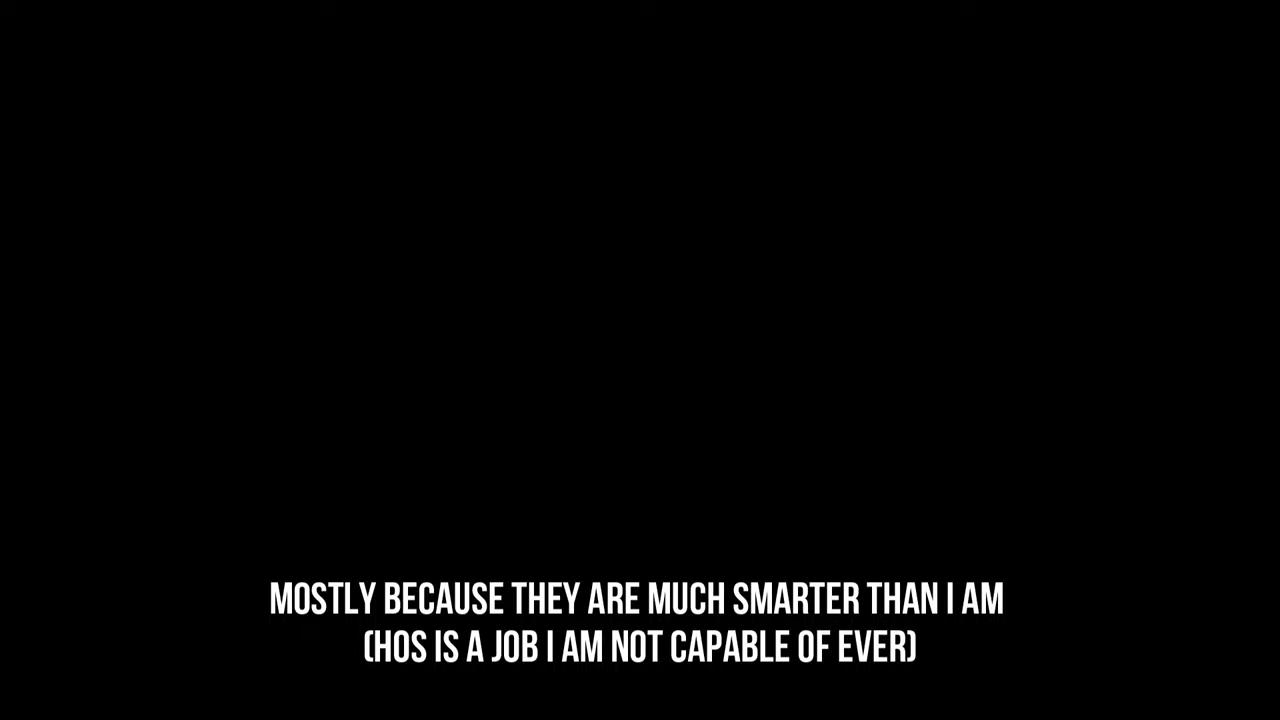 MOSTLY BECAUSE THEY ARE MUCH SMARTER THAN I AM
(HOS IS A JOB I AM NOT CAPABLE OF EVER)